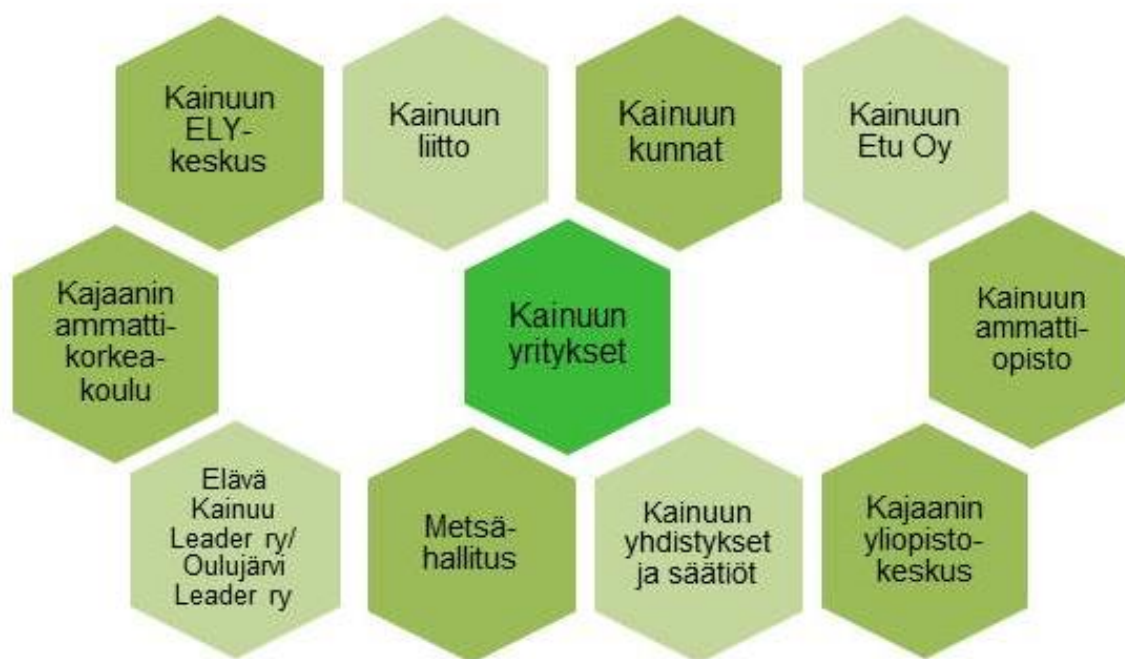 Kainuun
ELY-
keskus
Kainuun
liitto
Kainuun
kunnat
Kainuun
Etu Oy
Kajaanin
ammatti-
korkea-
koulu
Kainuun
yritykset
Kainuun
ammatti-
opisto
Elävä
Kainuu
Leader ry/
Oulujärvi
Leader ry
Metsä-
hallitus
Kainuun
yhdistykset
ja säätiöt
Kajaanin
yliopisto-
keskus